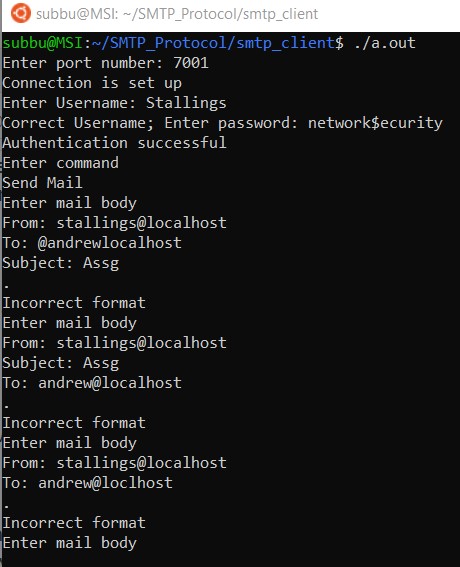 subbu@MSI: ~/SMTP_Protocol/smtp_client
subbu@MSI:~/SMTP_Protocol/smtp_client$ ./a.out
Enter port number: 7001
Connection is set up
Enter Username: Stallings
Correct Username; Enter password: network$ecurity
Authentication successful
Enter command
Send Mail
Enter mail body
From: stallings@localhost
To: @andrewlocalhost
Subject: Assg
.
Incorrect format
Enter mail body
From: stallings@localhost
Subject: Assg
To: andrew@localhost
.
Incorrect format
Enter mail body
From: stallings@localhost
To: andrew@loclhost
.
Incorrect format
Enter mail body